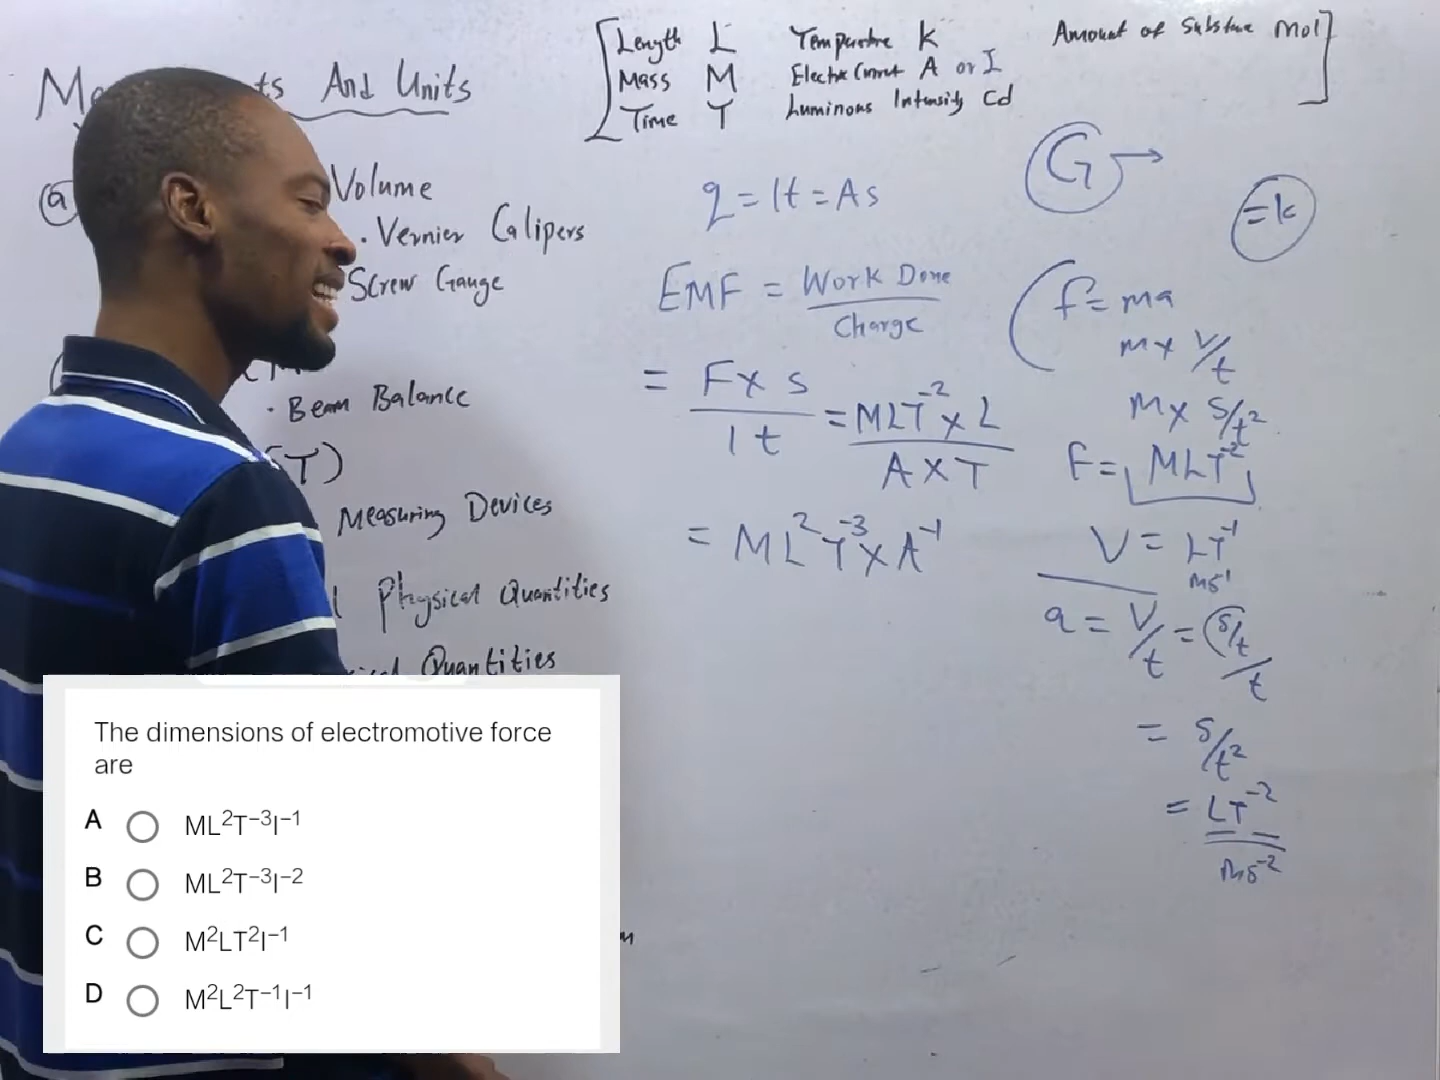 Length L Temperature K Amount of Substance Mol
Mass M Electric Current A or I
Time T Luminous Intensity Cd
And Units
(a) Volume
. Vernier Calipers
Screw Gauge
. Beam Balance
(T)
Measuring Devices
Physical Quantities
Quantities
q = It = As
G →
= k
EMF = Work Done
Charge
= F x s
It
= MLT⁻² x L
A x T
= ML²T⁻³ x A⁻¹
f = ma
m x v/t
m x s/t²
F = MLT⁻²
V = LT⁻¹
ms⁻¹
a = v/t = (s/t)/t
= s/t²
= LT⁻²
ms⁻²
The dimensions of electromotive force
are
A ML²T⁻³I⁻¹
B ML²T⁻³I⁻²
C M²LT²I⁻¹
D M²L²T⁻¹I⁻¹